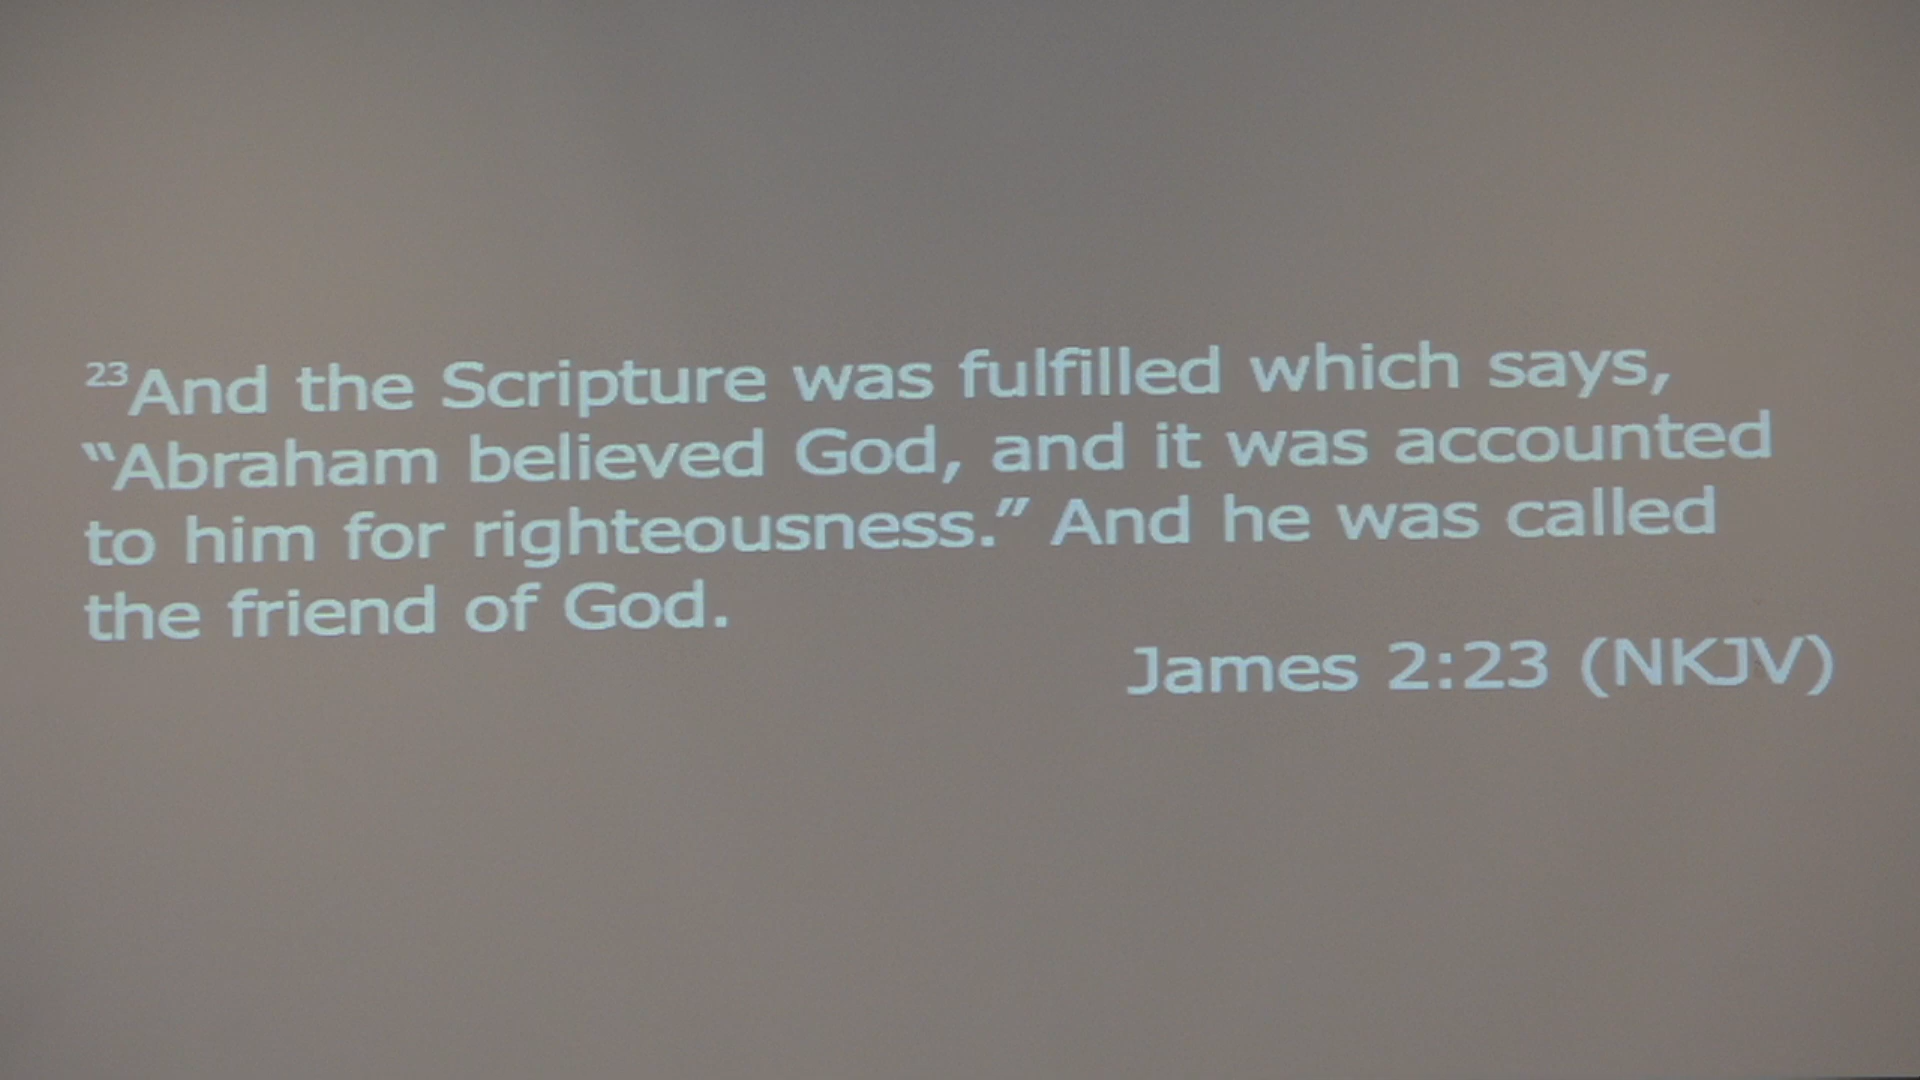 ²³And the Scripture was fulfilled which says,
“Abraham believed God, and it was accounted
to him for righteousness.” And he was called
the friend of God.
James 2:23 (NKJV)